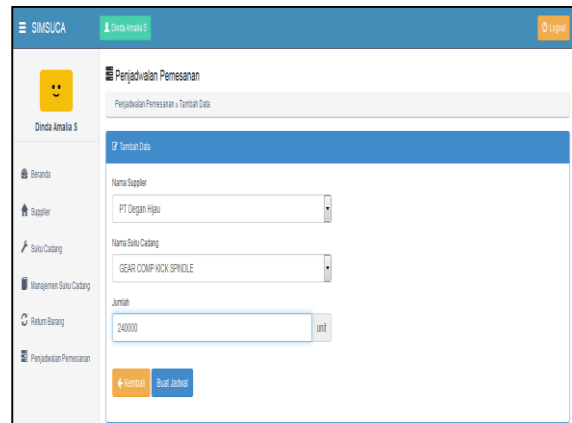 SIMSUCA
Dinda Amalia S
Logout
Dinda Amalia S
Beranda
Supplier
Suku Cadang
Manajemen Suku Cadang
Return Barang
Penjadwalan Pemesanan
Penjadwalan Pemesanan
Penjadwalan Pemesanan » Tambah Data
Tambah Data
Nama Supplier
PT Degan Hijau
Nama Suku Cadang
GEAR COMP KICK SPINDLE
Jumlah
240000 unit
Kembali Buat Jadwal